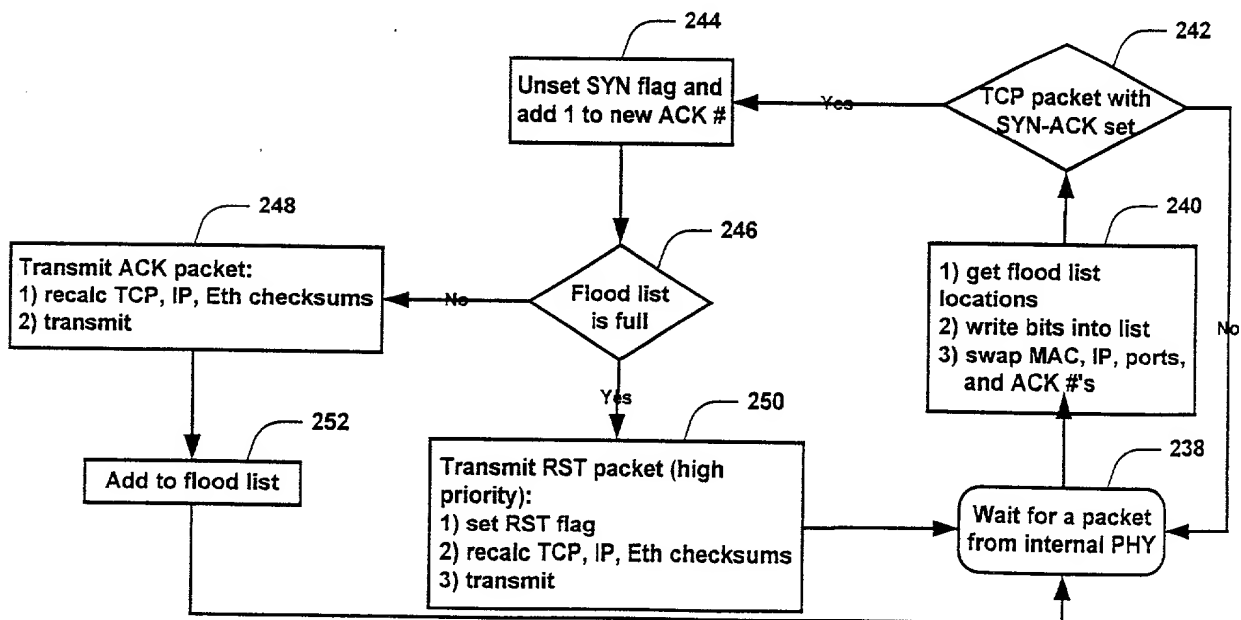 244
Unset SYN flag and
add 1 to new ACK #
242
TCP packet with
SYN-ACK set
Yes
No
248
Transmit ACK packet:
1) recalc TCP, IP, Eth checksums
2) transmit
246
Flood list
is full
No
Yes
240
1) get flood list
locations
2) write bits into list
3) swap MAC, IP, ports,
and ACK #'s
252
Add to flood list
250
Transmit RST packet (high
priority):
1) set RST flag
2) recalc TCP, IP, Eth checksums
3) transmit
238
Wait for a packet
from internal PHY